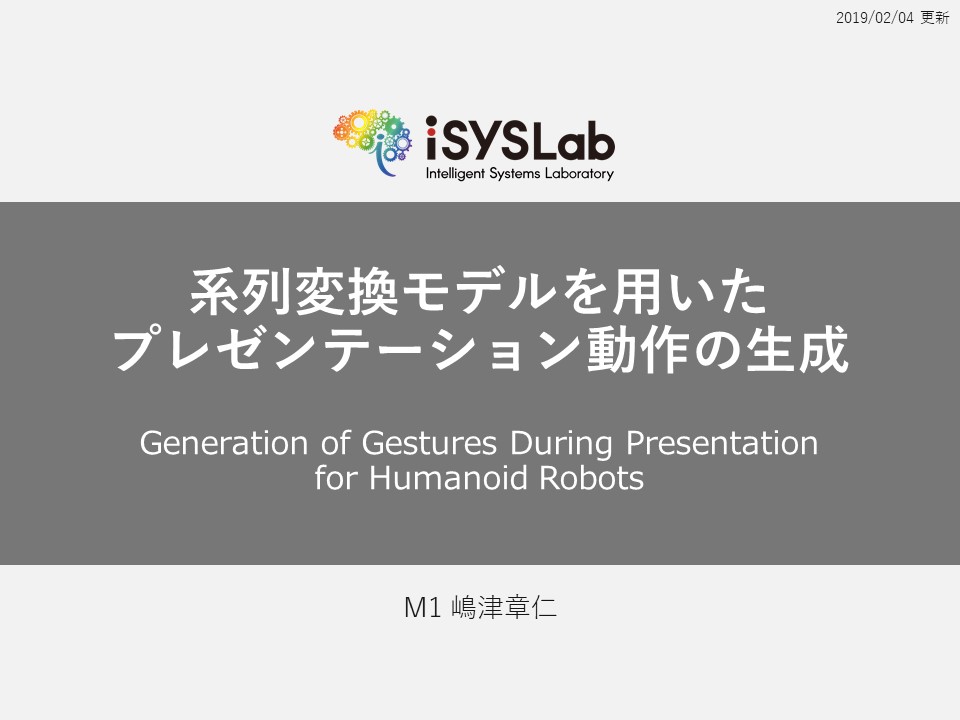 2019/02/04 更新
iSYSLab
Intelligent Systems Laboratory
系列変換モデルを用いた
プレゼンテーション動作の生成
Generation of Gestures During Presentation
for Humanoid Robots
M1 嶋津章仁